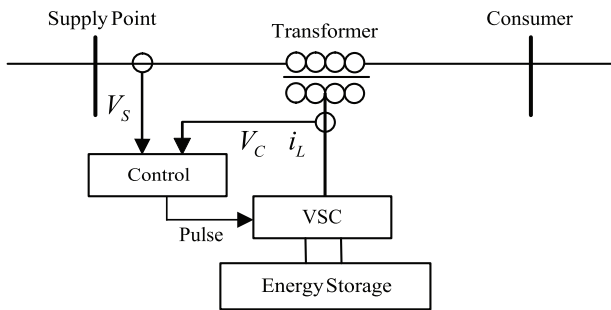 Supply Point
Transformer
Consumer
V_S
V_C i_L
Control
VSC
Pulse
Energy Storage